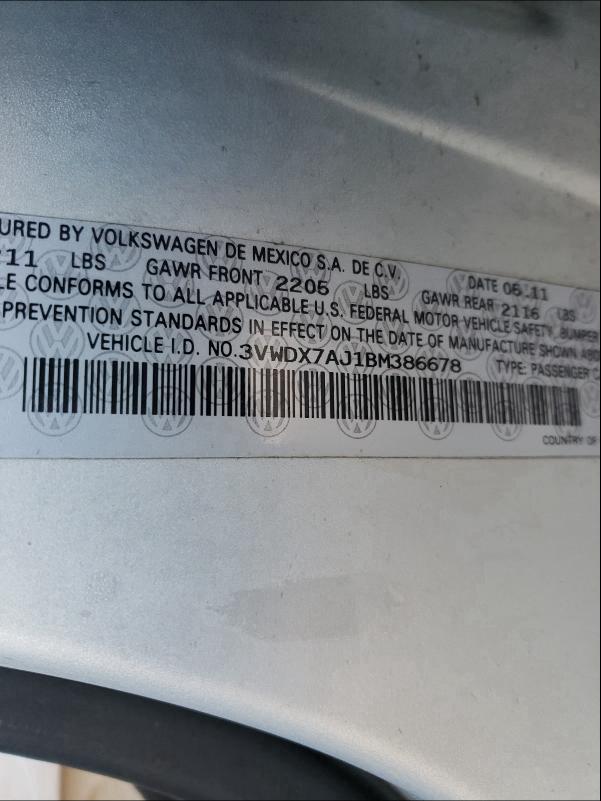 URED BY VOLKSWAGEN DE MEXICO S.A. DE C.V. DATE 06.11
211 LBS GAWR FRONT 2205 LBS GAWR REAR 2116 LBS
LE CONFORMS TO ALL APPLICABLE U.S. FEDERAL MOTOR VEHICLE SAFETY, BUMPER
PREVENTION STANDARDS IN EFFECT ON THE DATE OF MANUFACTURE SHOWN ABO
VEHICLE I.D. NO. 3VWDX7AJ1BM386678 TYPE: PASSENGER C
COUNTRY OF